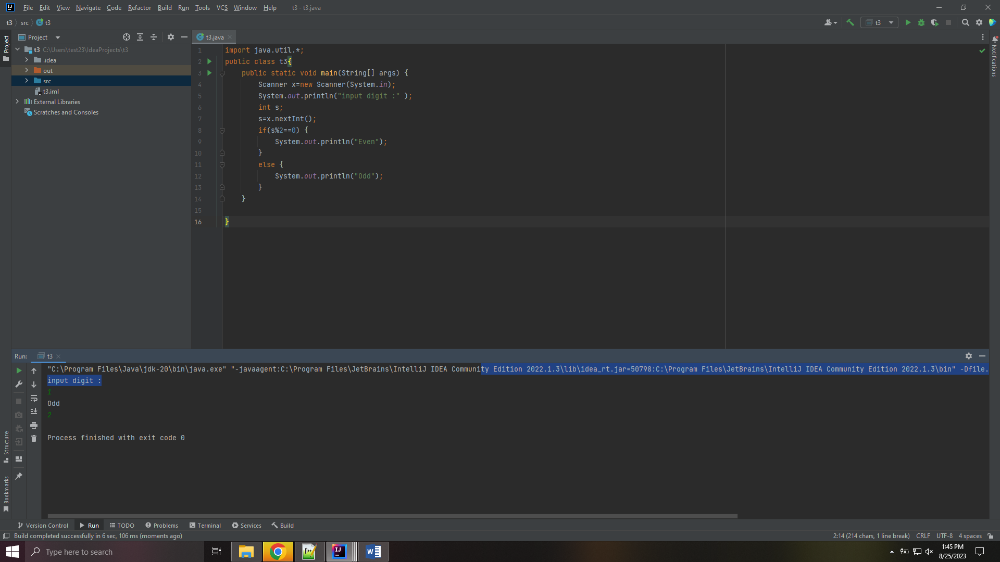 File Edit View Navigate Code Refactor Build Run Tools VCS Window Help t3 - t3.java
t3 src t3 t3
Project t3.java
Project
t3 C:\Users\test23\IdeaProjects\t3
.idea
out
src
t3.iml
External Libraries
Scratches and Consoles
1 import java.util.*;
2 public class t3{
3 public static void main(String[] args) {
4 Scanner x=new Scanner(System.in);
5 System.out.println("input digit :" );
6 int s;
7 s=x.nextInt();
8 if(s%2==0) {
9 System.out.println("Even");
10 }
11 else {
12 System.out.println("Odd");
13 }
14 }
15
16 }
Notifications
Run: t3
"C:\Program Files\Java\jdk-20\bin\java.exe" "-javaagent:C:\Program Files\JetBrains\IntelliJ IDEA Community Edition 2022.1.3\lib\idea_rt.jar=50798:C:\Program Files\JetBrains\IntelliJ IDEA Community Edition 2022.1.3\bin" -Dfile.
input digit :
1
Odd
2
Process finished with exit code 0
Structure
Bookmarks
Version Control Run TODO Problems Terminal Services Build
Build completed successfully in 6 sec, 106 ms (moments ago) 2:14 (214 chars, 1 line break) CRLF UTF-8 4 spaces
Type here to search
1:45 PM
8/25/2023